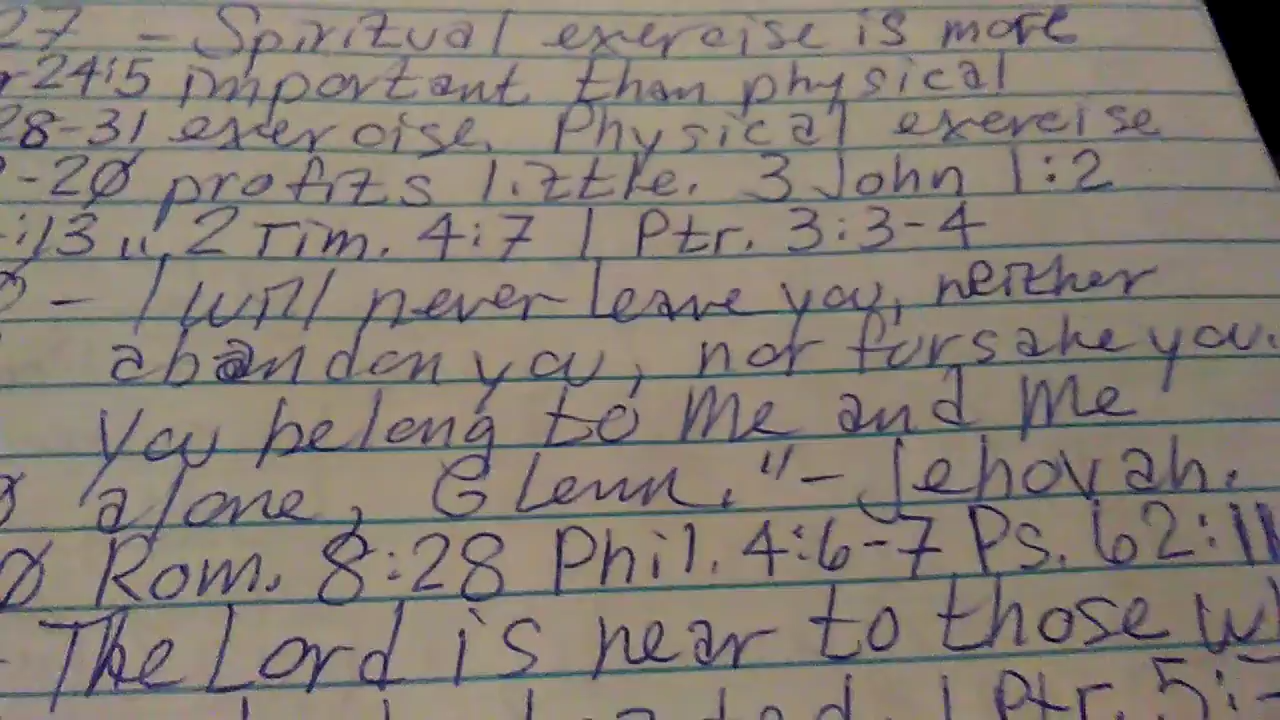 27 - Spiritual exercise is more
24:5 important than physical
28-31 exercise. Physical exercise
-20 profits little. 3 John 1:2
:13 ", 2 Tim. 4:7 1 Ptr. 3:3-4
- I will never leave you, neither
abandon you, nor forsake you.
You belong to Me and Me
alone, Glenn." - Jehovah.
Rom. 8:28 Phil. 4:6-7 Ps. 62:11
The Lord is near to those
1 Ptr. 5: